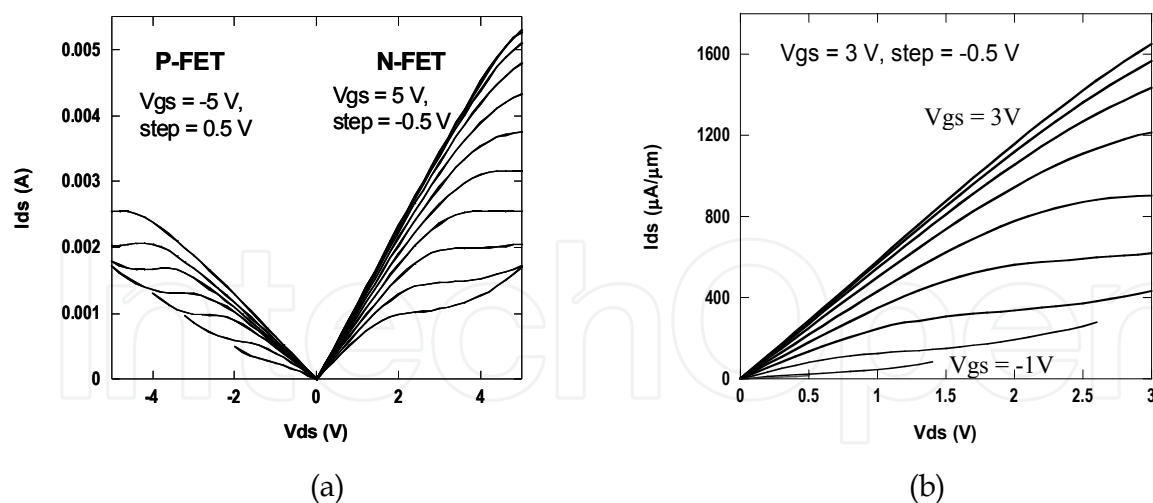 P-FET
N-FET
Vgs = -5 V,
step = 0.5 V
Vgs = 5 V,
step = -0.5 V
0.005
0.004
0.003
0.002
0.001
0
Ids (A)
-4
-2
0
2
4
Vds (V)
(a)
Vgs = 3 V, step = -0.5 V
Vgs = 3V
Vgs = -1V
1600
1200
800
400
0
Ids (μA/μm)
0
0.5
1
1.5
2
2.5
3
Vds (V)
(b)
IntechOpen